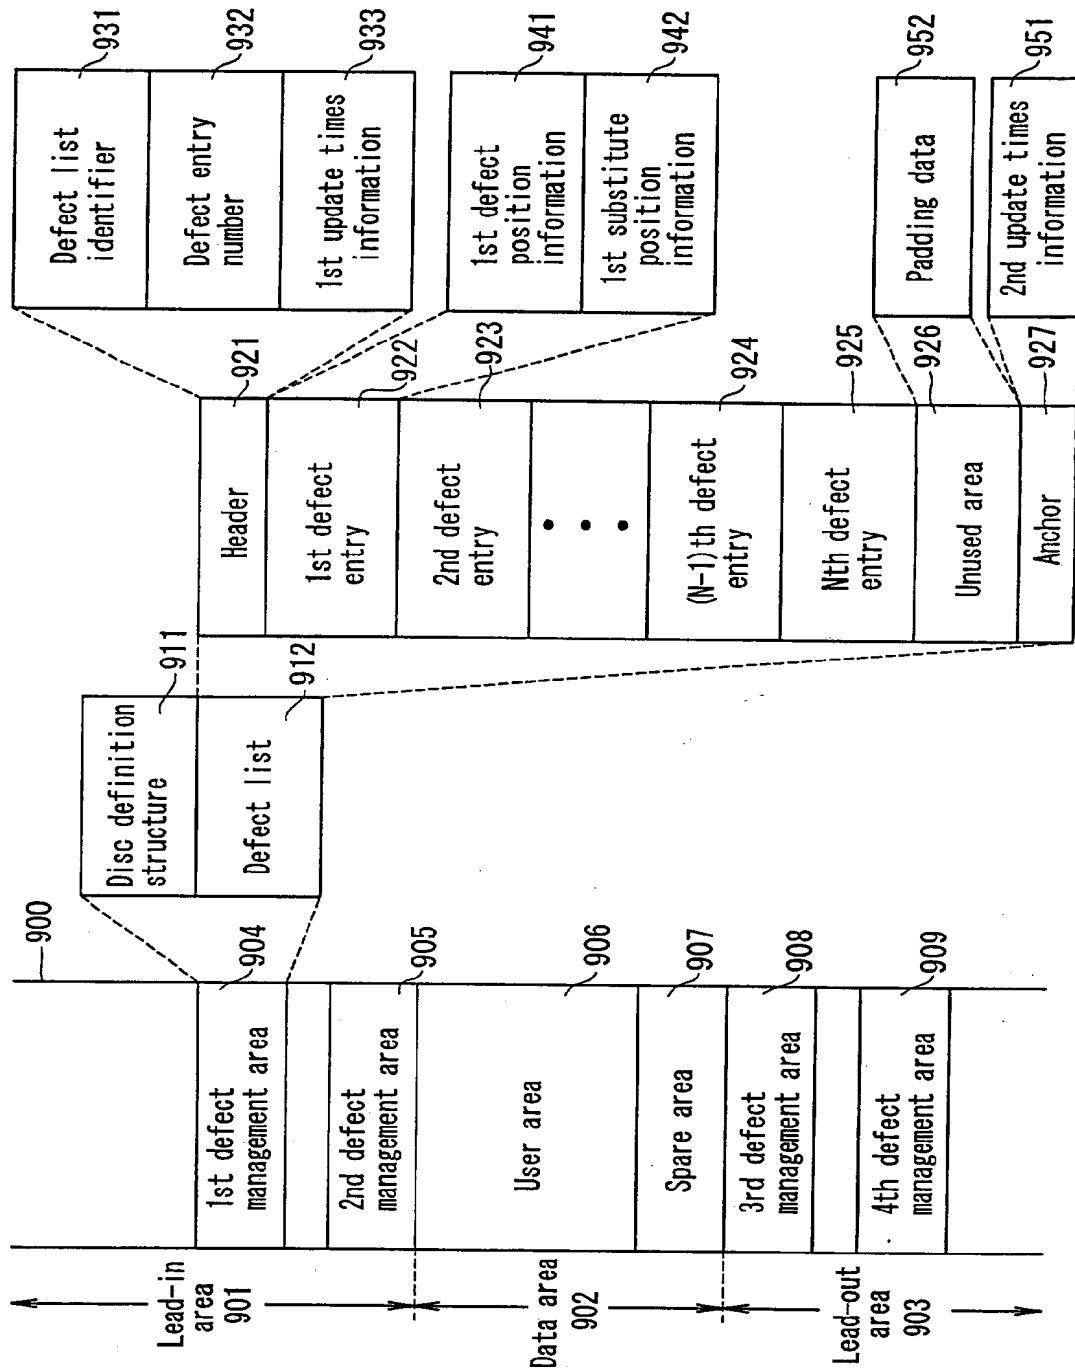 900
Lead-in
area
901
Data area
902
Lead-out
area
903
1st defect
management area
904
2nd defect
management area
905
User area
906
Spare area
907
3rd defect
management area
908
4th defect
management area
909
Disc definition
structure
911
Defect list
912
Header
921
1st defect
entry
922
2nd defect
entry
923
(N-1)th defect
entry
924
Nth defect
entry
925
Unused area
926
Anchor
927
Defect list
identifier
931
Defect entry
number
932
1st update times
information
933
1st defect
position
information
941
1st substitute
position
information
942
Padding data
952
2nd update times
information
951